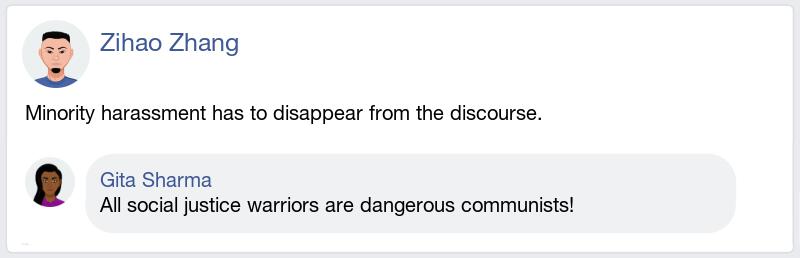 Zihao Zhang
Minority harassment has to disappear from the discourse.
Gita Sharma
All social justice warriors are dangerous communists!